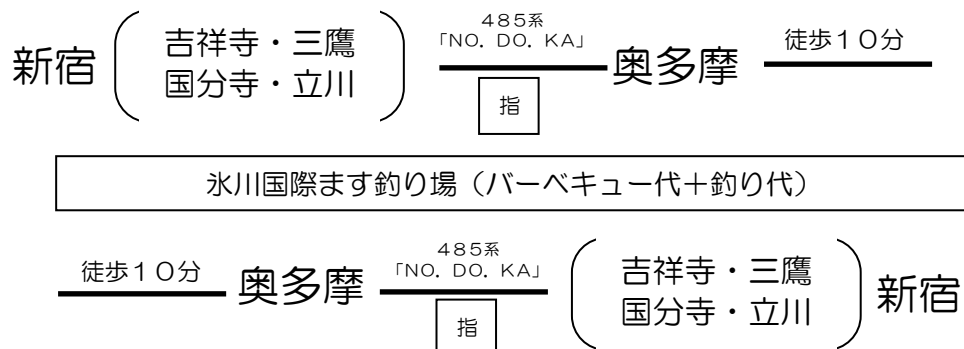 新宿
吉祥寺・三鷹
国分寺・立川
485系
「NO.DO.KA」
指
奥多摩
徒歩10分
氷川国際ます釣り場（バーベキュー代＋釣り代）
徒歩10分
奥多摩
485系
「NO.DO.KA」
指
吉祥寺・三鷹
国分寺・立川
新宿